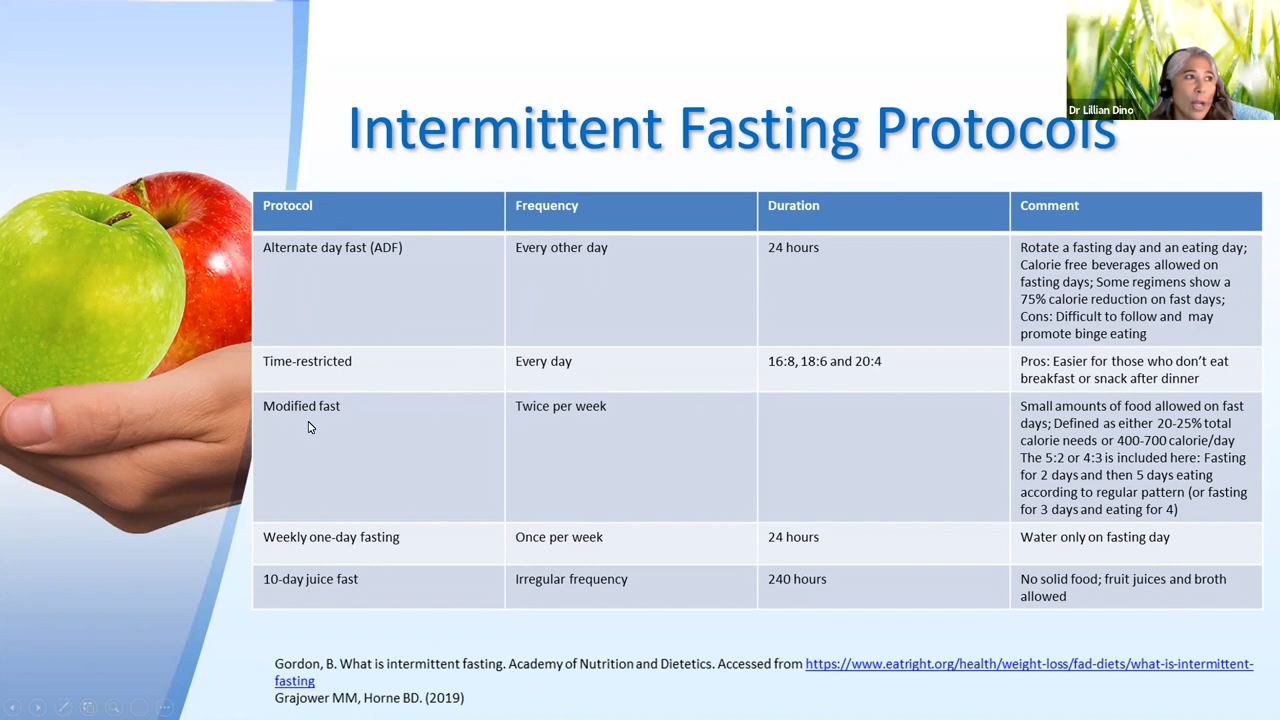 Dr Lillian Dino
Intermittent Fasting Protocols
Protocol Frequency Duration Comment
Alternate day fast (ADF) Every other day 24 hours Rotate a fasting day and an eating day;
Calorie free beverages allowed on
fasting days; Some regimens show a
75% calorie reduction on fast days;
Cons: Difficult to follow and may
promote binge eating
Time-restricted Every day 16:8, 18:6 and 20:4 Pros: Easier for those who don't eat
breakfast or snack after dinner
Modified fast Twice per week Small amounts of food allowed on fast
days; Defined as either 20-25% total
calorie needs or 400-700 calorie/day
The 5:2 or 4:3 is included here: Fasting
for 2 days and then 5 days eating
according to regular pattern (or fasting
for 3 days and eating for 4)
Weekly one-day fasting Once per week 24 hours Water only on fasting day
10-day juice fast Irregular frequency 240 hours No solid food; fruit juices and broth
allowed
Gordon, B. What is intermittent fasting. Academy of Nutrition and Dietetics. Accessed from https://www.eatright.org/health/weight-loss/fad-diets/what-is-intermittent-
fasting
Grajower MM, Horne BD. (2019)